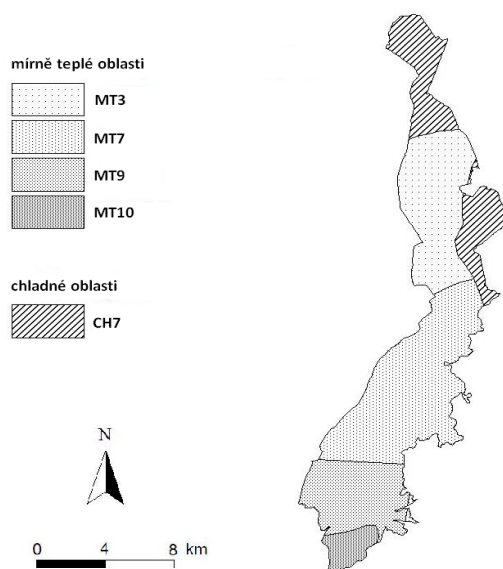 mírně teplé oblasti
MT3
MT7
MT9
MT10
chladné oblasti
CH7
N
0 4 8 km